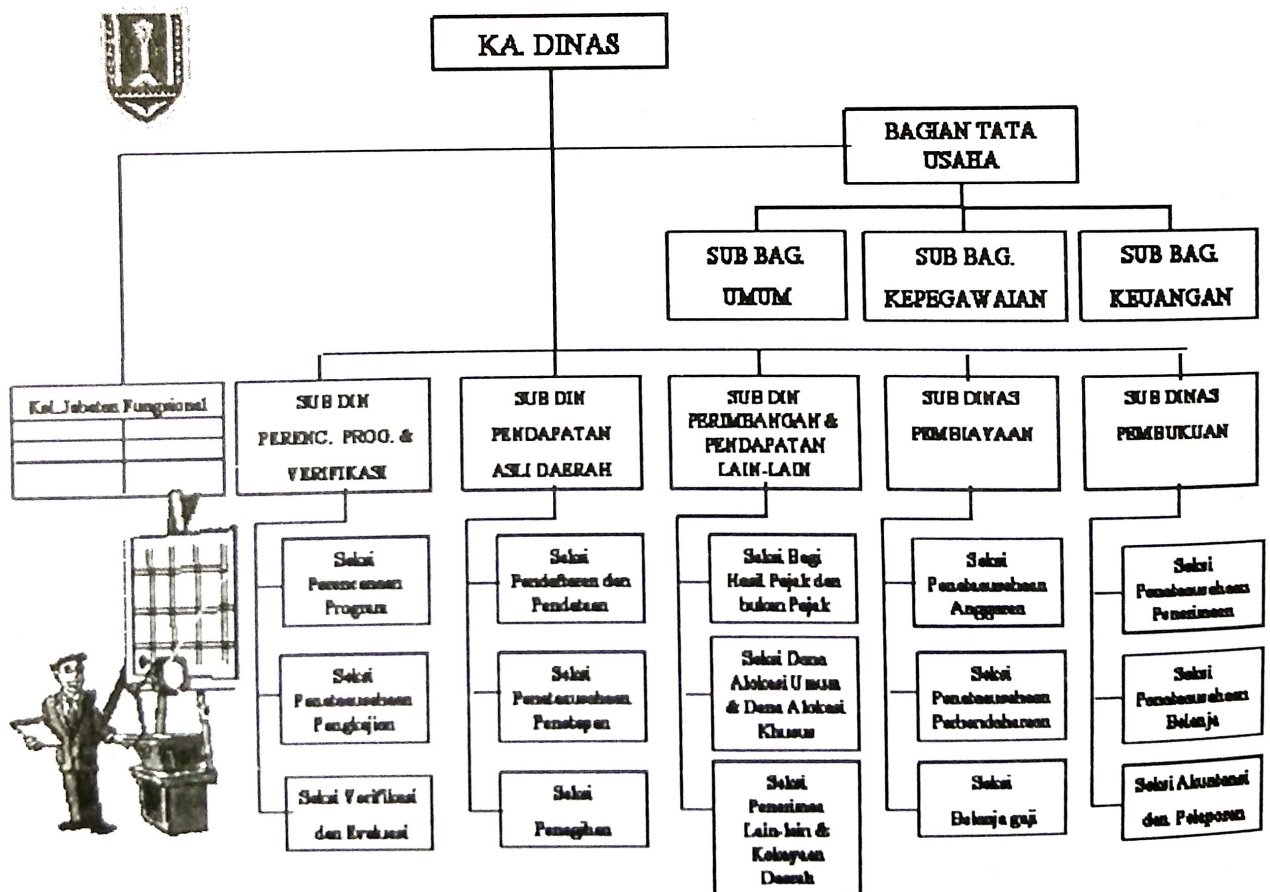 KA. DINAS
BAGIAN TATA
USAHA
SUB BAG.
UMUM
SUB BAG.
KEPEGAWAIAN
SUB BAG.
KEUANGAN
Kel. Jabatan Fungsional
SUB DIN
PERENC. PROG. &
VERIFIKASI
SUB DIN
PENDAPATAN
ASLI DAERAH
SUB DIN
PERIMBANGAN &
PENDAPATAN
LAIN-LAIN
SUB DINAS
PEMBIAYAAN
SUB DINAS
PEMBUKUAN
Seksi
Perencanaan
Program
Seksi
Penatausahaan
Pengkajian
Seksi Verifikasi
dan Evaluasi
Seksi
Pendaftaran dan
Pendataan
Seksi
Penatausahaan
Penetapan
Seksi
Penagihan
Seksi Bagi
Hasil Pajak dan
bukan Pajak
Seksi Dana
Alokasi Umum
& Dana Alokasi
Khusus
Seksi
Penerimaa
Lain-lain &
Kekayaan
Daerah
Seksi
Penatausahaan
Anggaran
Seksi
Penatausahaan
Perbendaharaan
Seksi
Belanja gaji
Seksi
Penatausahaan
Penerimaan
Seksi
Penatausahaan
Belanja
Seksi Akuntansi
dan Pelaporan